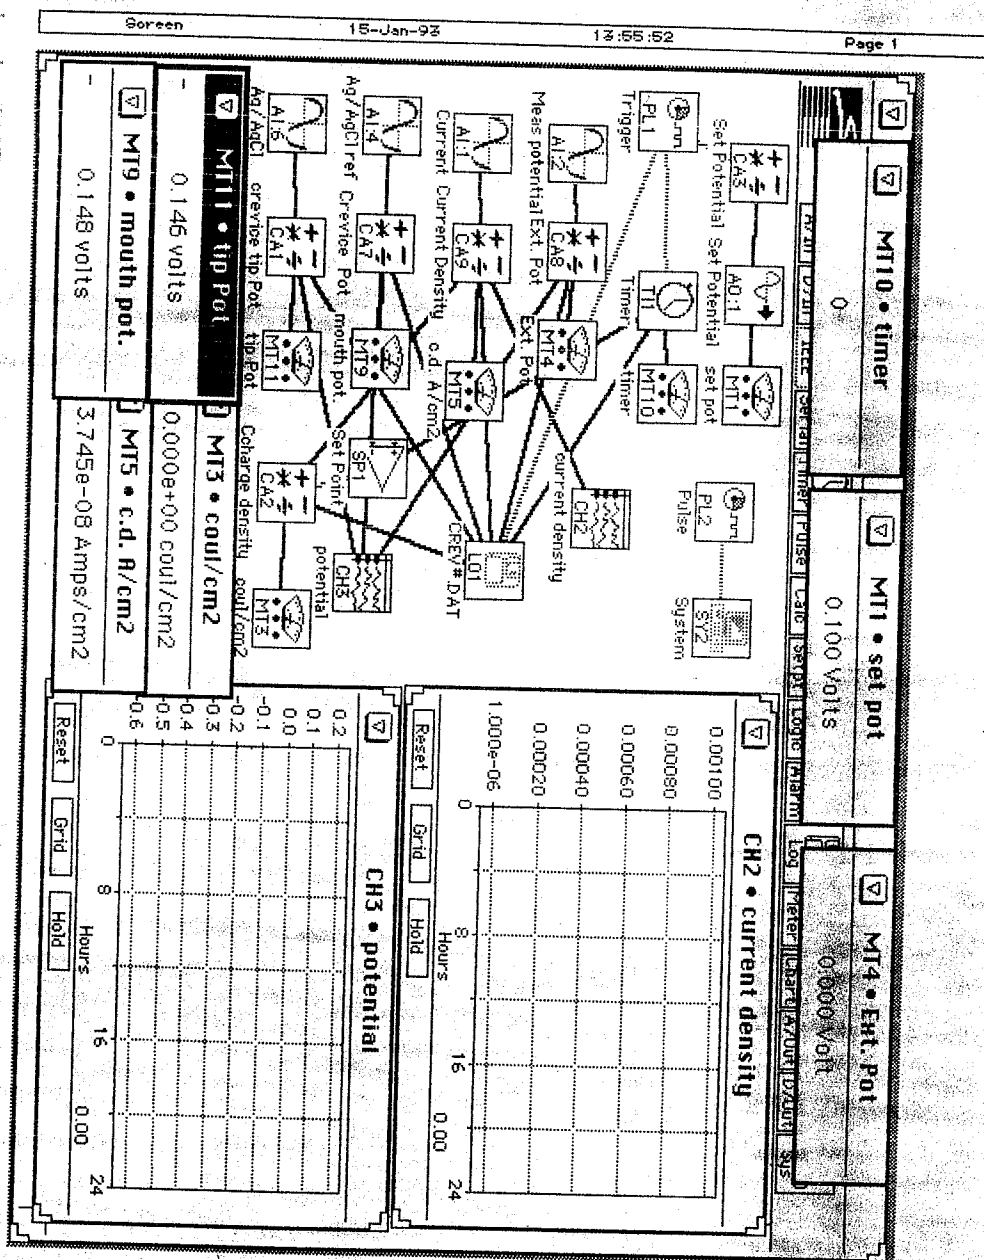 Screen
15-Jan-93
13:55:52
Page 1
MT10 • timer
0
MT1 • set pot
0.100 Volts
MT4 • Ext. Pot
0.000 Volt
Timer
Pulse
Calc
Setpt
Logic
Alarm
Log
Meter
Chart
A/Out
D/Out
Sys
CA3
Set Potential
AO:1
Set Potential
MT1
set pot
PL1
Trigger
TI1
Timer
MT10
timer
PL2
Pulse
SY2
System
AI:2
Meas potential
CA8
Ext. Pot
MT4
Ext. Pot
CH2
current density
AI:1
Current
CA9
Current Density
MT5
c.d. A/cm2
LO1
CREV#.DAT
AI:4
Ag/AgCl ref
CA7
Crevice Pot
MT9
mouth pot.
SP1
Set Point
CH3
potential
AI:6
Ag/AgCl
CA1
crevice tip Pot.
MT11
tip Pot
CA2
Ccharge density
MT3
coul/cm2
MT11 • tip Pot
- 0.146 volts
MT3 • coul/cm2
0.000e+00 coul/cm2
MT9 • mouth pot.
- 0.148 volts
MT5 • c.d. A/cm2
3.745e-08 Amps/cm2
CH2 • current density
0.00100
0.00080
0.00060
0.00040
0.00020
1.000e-06
0
8
16
24
Hours
0.00
Reset
Grid
Hold
CH3 • potential
0.2
0.1
0.0
-0.1
-0.2
-0.3
-0.4
-0.5
-0.6
0
8
16
24
Hours
0.00
Reset
Grid
Hold